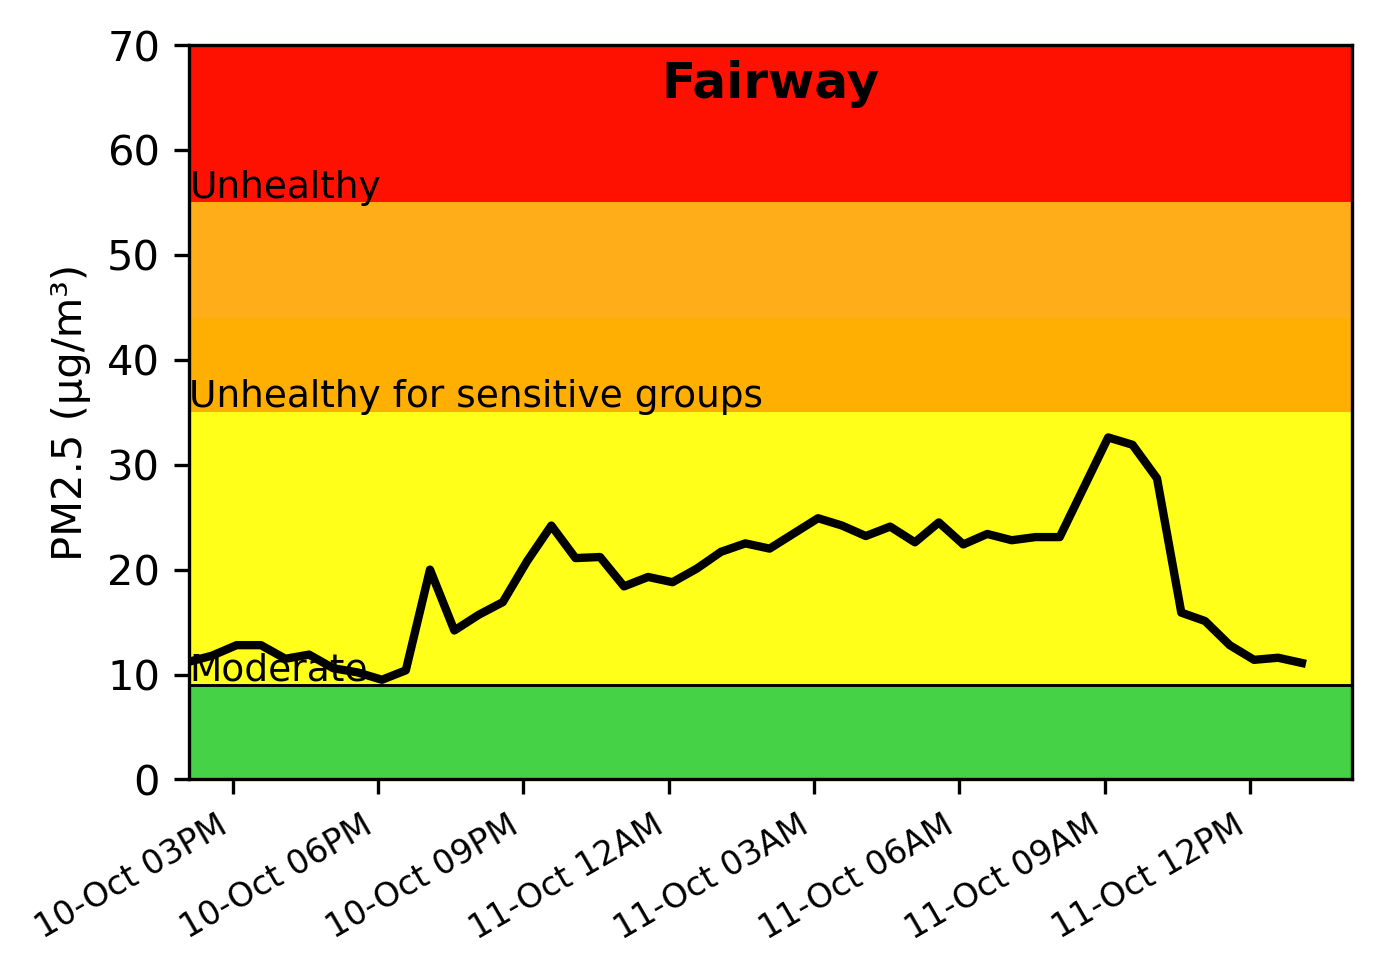 Fairway
70
60
Unhealthy
50
40
Unhealthy for sensitive groups
30
20
Moderate
10
0
PM2.5 (µg/m³)
10-Oct 03PM
10-Oct 06PM
10-Oct 09PM
11-Oct 12AM
11-Oct 03AM
11-Oct 06AM
11-Oct 09AM
11-Oct 12PM